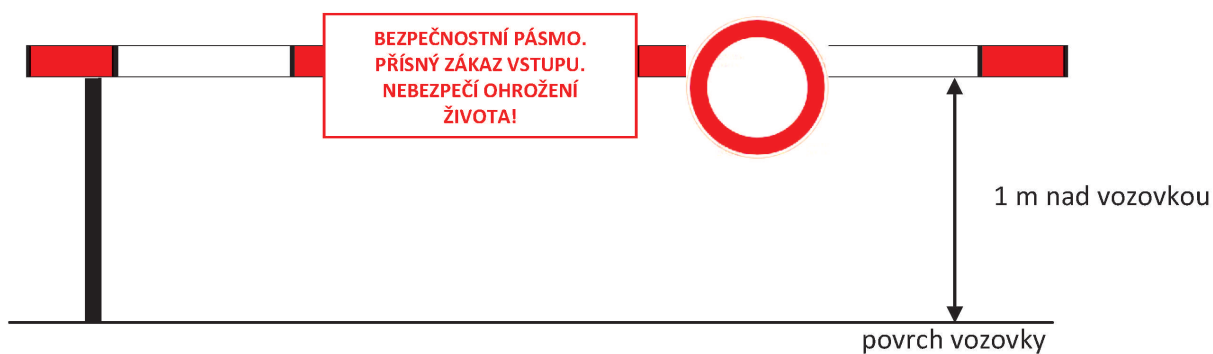 BEZPEČNOSTNÍ PÁSMO.
PŘÍSNÝ ZÁKAZ VSTUPU.
NEBEZPEČÍ OHROŽENÍ
ŽIVOTA!
1 m nad vozovkou
povrch vozovky